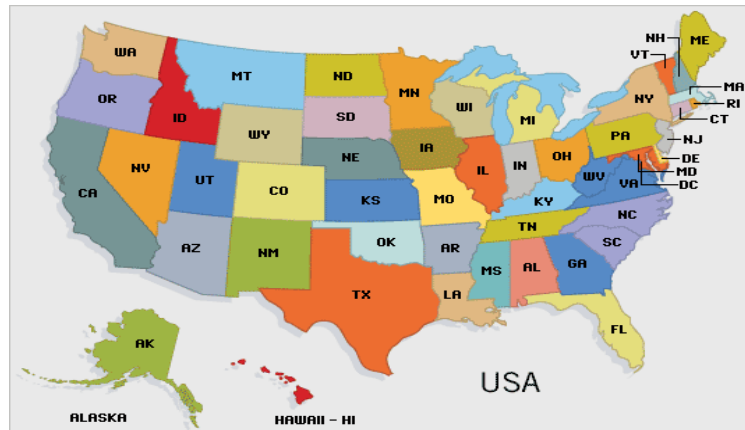 WA
OR
CA
ID
NV
MT
WY
UT
AZ
CO
NM
ND
SD
NE
KS
OK
TX
MN
IA
MO
AR
LA
WI
IL
MI
IN
OH
KY
TN
MS
AL
GA
FL
SC
NC
VA
WV
PA
NY
VT
NH
ME
MA
RI
CT
NJ
DE
MD
DC
AK
ALASKA
HAWAII - HI
USA